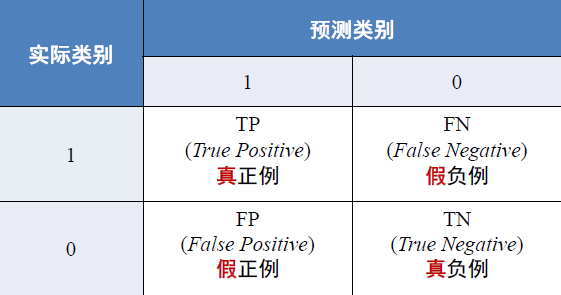 实际类别
预测类别
1
0
1
TP
(True Positive)
真正例
FN
(False Negative)
假负例
0
FP
(False Positive)
假正例
TN
(True Negative)
真负例